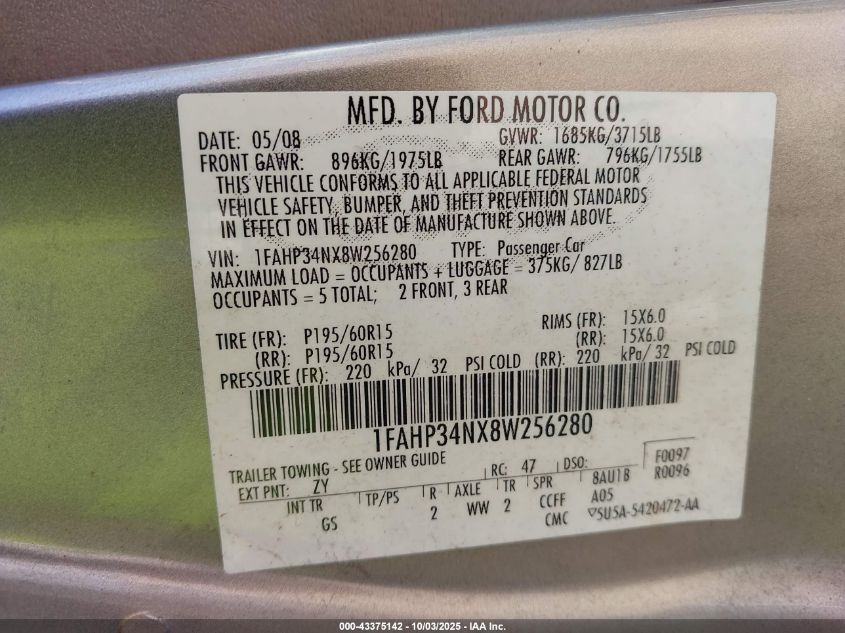 MFD. BY FORD MOTOR CO.
DATE: 05/08 GVWR: 1685KG/3715LB
FRONT GAWR: 896KG/1975LB REAR GAWR: 796KG/1755LB
THIS VEHICLE CONFORMS TO ALL APPLICABLE FEDERAL MOTOR
VEHICLE SAFETY, BUMPER, AND THEFT PREVENTION STANDARDS
IN EFFECT ON THE DATE OF MANUFACTURE SHOWN ABOVE.
VIN: 1FAHP34NX8W256280 TYPE: Passenger Car
MAXIMUM LOAD = OCCUPANTS + LUGGAGE = 375KG/ 827LB
OCCUPANTS = 5 TOTAL; 2 FRONT, 3 REAR
TIRE (FR): P195/60R15 RIMS (FR): 15X6.0
(RR): P195/60R15 (RR): 15X6.0
PRESSURE (FR): 220 kPa/ 32 PSI COLD (RR): 220 kPa/ 32 PSI COLD
1FAHP34NX8W256280
TRAILER TOWING - SEE OWNER GUIDE RC: 47 DSO: F0097
EXT PNT: ZY 8AU1B R0096
INT TR TP/PS R AXLE TR SPR A05
GS 2 WW 2 CCFF
CMC ▽5U5A-5420472-AA
000-43375142 - 10/03/2025 - IAA Inc.